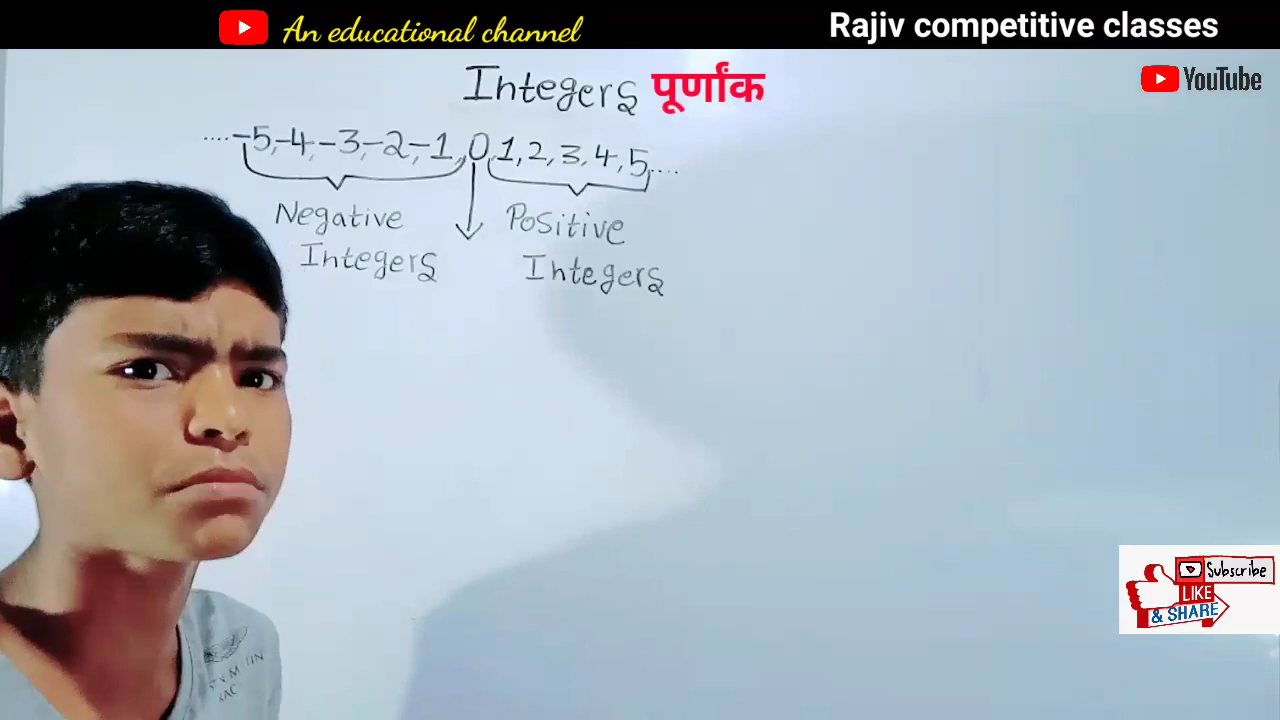 An educational channel
Rajiv competitive classes
YouTube
Integers पूर्णांक
....-5,-4,-3,-2,-1,0,1,2,3,4,5,....
Negative
Integers
Positive
Integers
Subscribe
LIKE
& SHARE